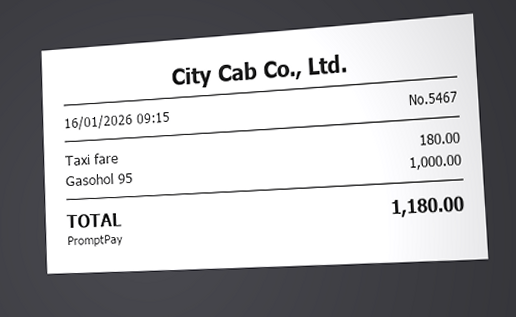 City Cab Co., Ltd.
16/01/2026 09:15 No.5467
Taxi fare 180.00
Gasohol 95 1,000.00
TOTAL 1,180.00
PromptPay